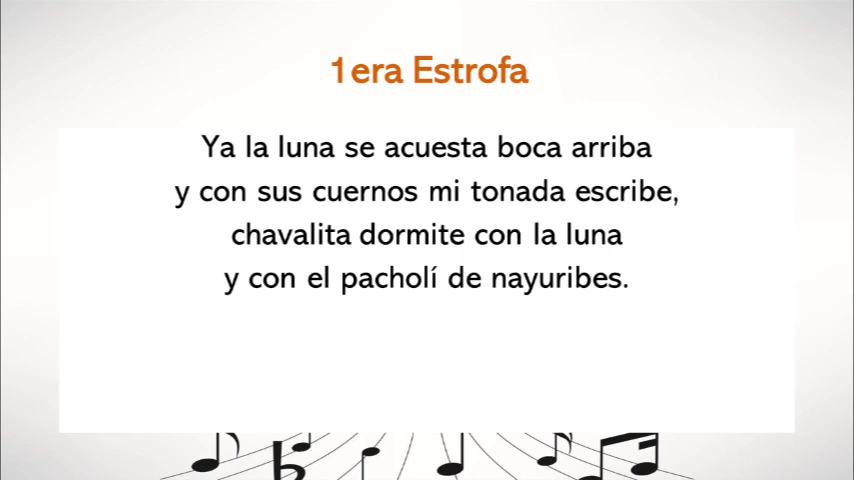 1era Estrofa
Ya la luna se acuesta boca arriba
y con sus cuernos mi tonada escribe,
chavalita dormite con la luna
y con el pacholí de nayuribes.